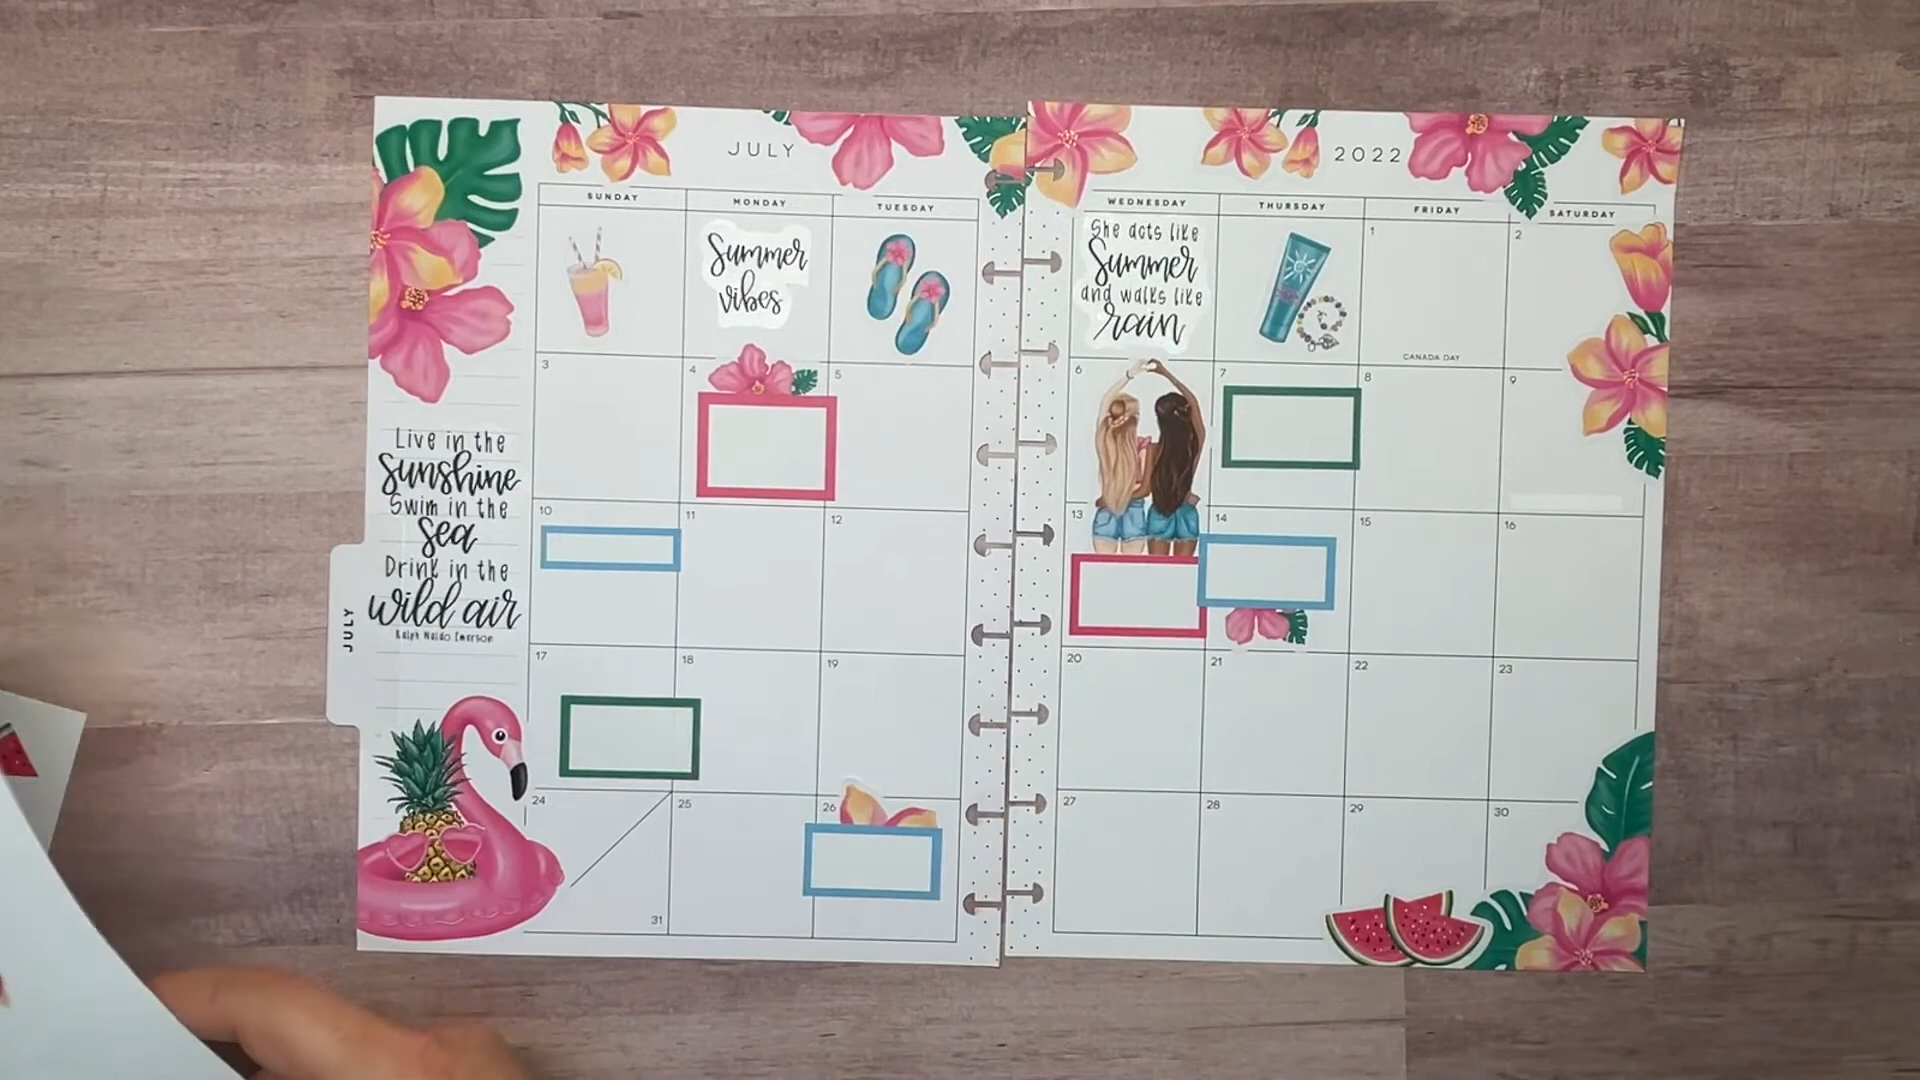 JULY
2022
SUNDAY MONDAY TUESDAY
WEDNESDAY THURSDAY FRIDAY SATURDAY
Summer
vibes
She acts like
Summer
and walks like
rain
1 2
CANADA DAY
3 4 5
6 7 8 9
Live in the
Sunshine
Swim in the
Sea
Drink in the
wild air
Ralph Waldo Emerson
JULY
10 11 12
13 14 15 16
17 18 19
20 21 22 23
24 25 26
27 28 29 30
31